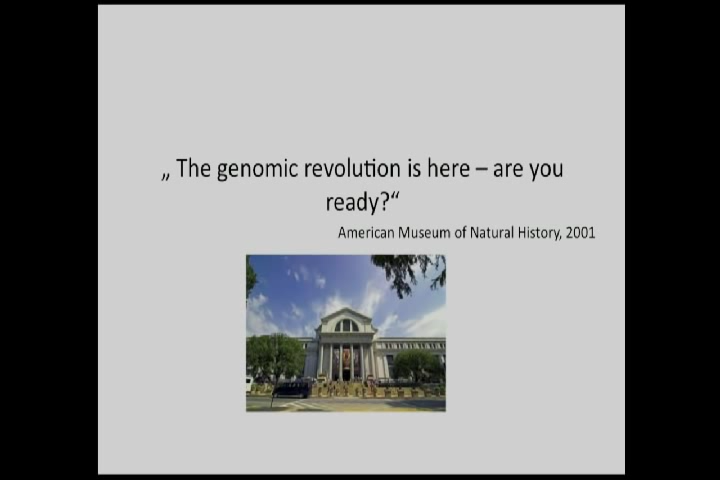 „ The genomic revolution is here – are you
ready?“
American Museum of Natural History, 2001